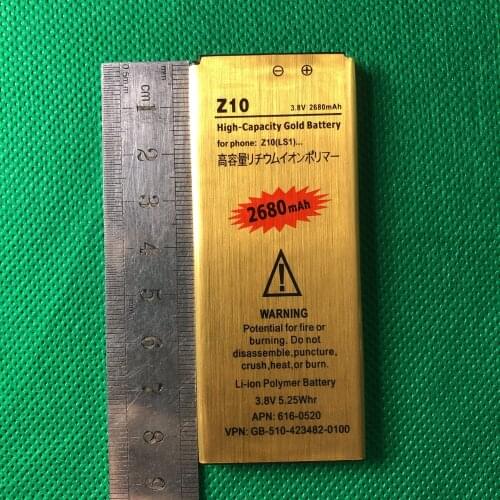 ⊖ ⊕
Z10
3.8V 2680mAh
High-Capacity Gold Battery
for phone: Z10(LS1)...
高容量リチウムイオンポリマー
2680mAh
WARNING
Potential for fire or
burning. Do not
disassemble,puncture,
crush,heat,or burn.
Li-ion Polymer Battery
3.8V 5.25Whr
APN: 616-0520
VPN: GB-510-423482-0100
0.5m
cm
1
2
3
4
5
6
7
8
9